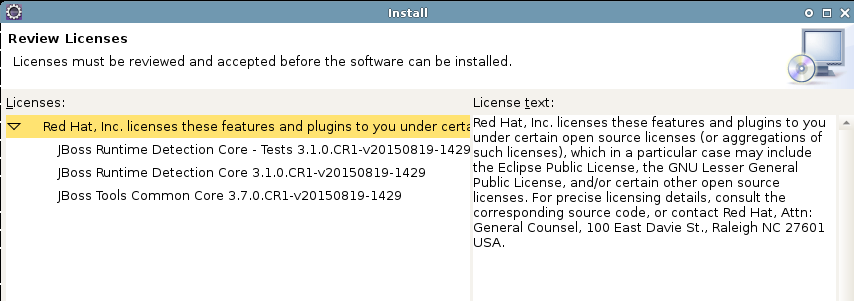 Install
Review Licenses
Licenses must be reviewed and accepted before the software can be installed.
Licenses:
Red Hat, Inc. licenses these features and plugins to you under certa
JBoss Runtime Detection Core - Tests 3.1.0.CR1-v20150819-1429
JBoss Runtime Detection Core 3.1.0.CR1-v20150819-1429
JBoss Tools Common Core 3.7.0.CR1-v20150819-1429
License text:
Red Hat, Inc. licenses these features and plugins to you
under certain open source licenses (or aggregations of
such licenses), which in a particular case may include
the Eclipse Public License, the GNU Lesser General
Public License, and/or certain other open source
licenses. For precise licensing details, consult the
corresponding source code, or contact Red Hat, Attn:
General Counsel, 100 East Davie St., Raleigh NC 27601
USA.